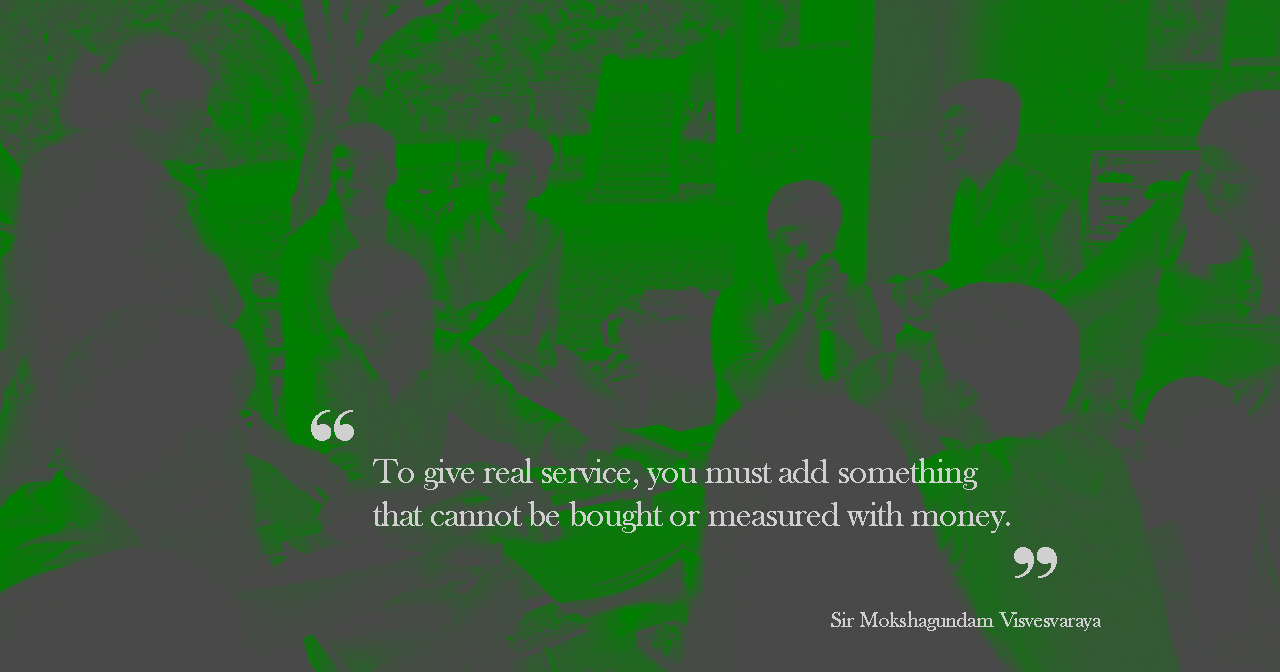 “
To give real service, you must add something
that cannot be bought or measured with money.
”
Sir Mokshagundam Visvesvaraya